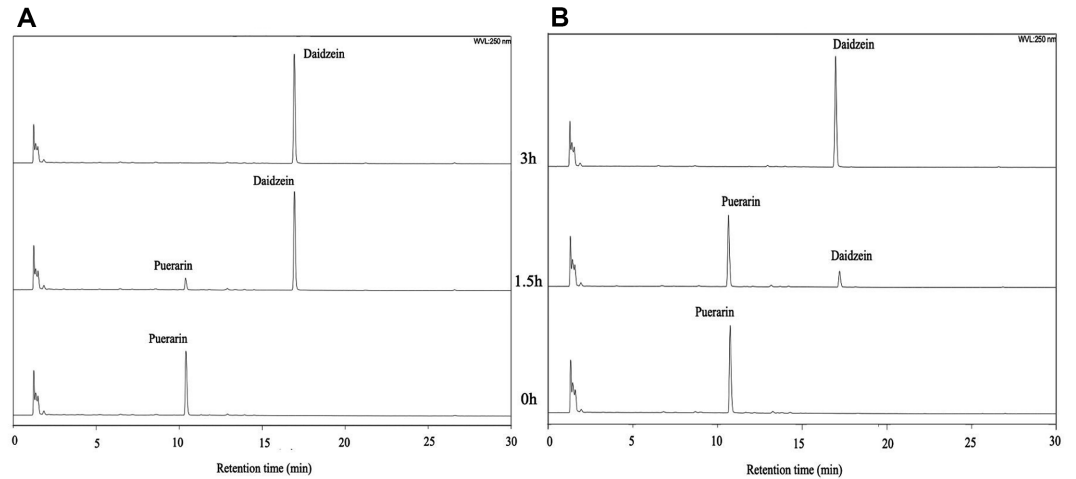 A
B
WVL:250 nm
WVL:250 nm
Daidzein
Daidzein
3h
Daidzein
Puerarin
Puerarin
Daidzein
1.5h
Puerarin
Puerarin
0h
0 5 10 15 20 25 30
0 5 10 15 20 25 30
Retention time (min)
Retention time (min)